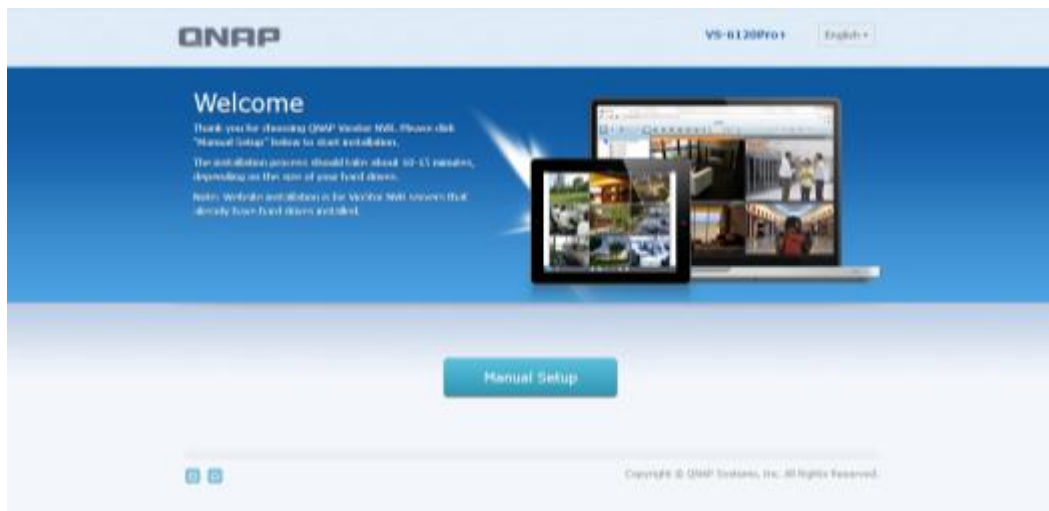 QNAP
VS-6120Pro+
English
Welcome
Thank you for choosing QNAP VioStor NVR. Please click
"Manual Setup" below to start installation.
The installation process should take about 10-15 minutes,
depending on the size of your hard drives.
Note: Website installation is for VioStor NVR servers that
already have hard drives installed.
Manual Setup
Copyright © QNAP Systems, Inc. All Rights Reserved.